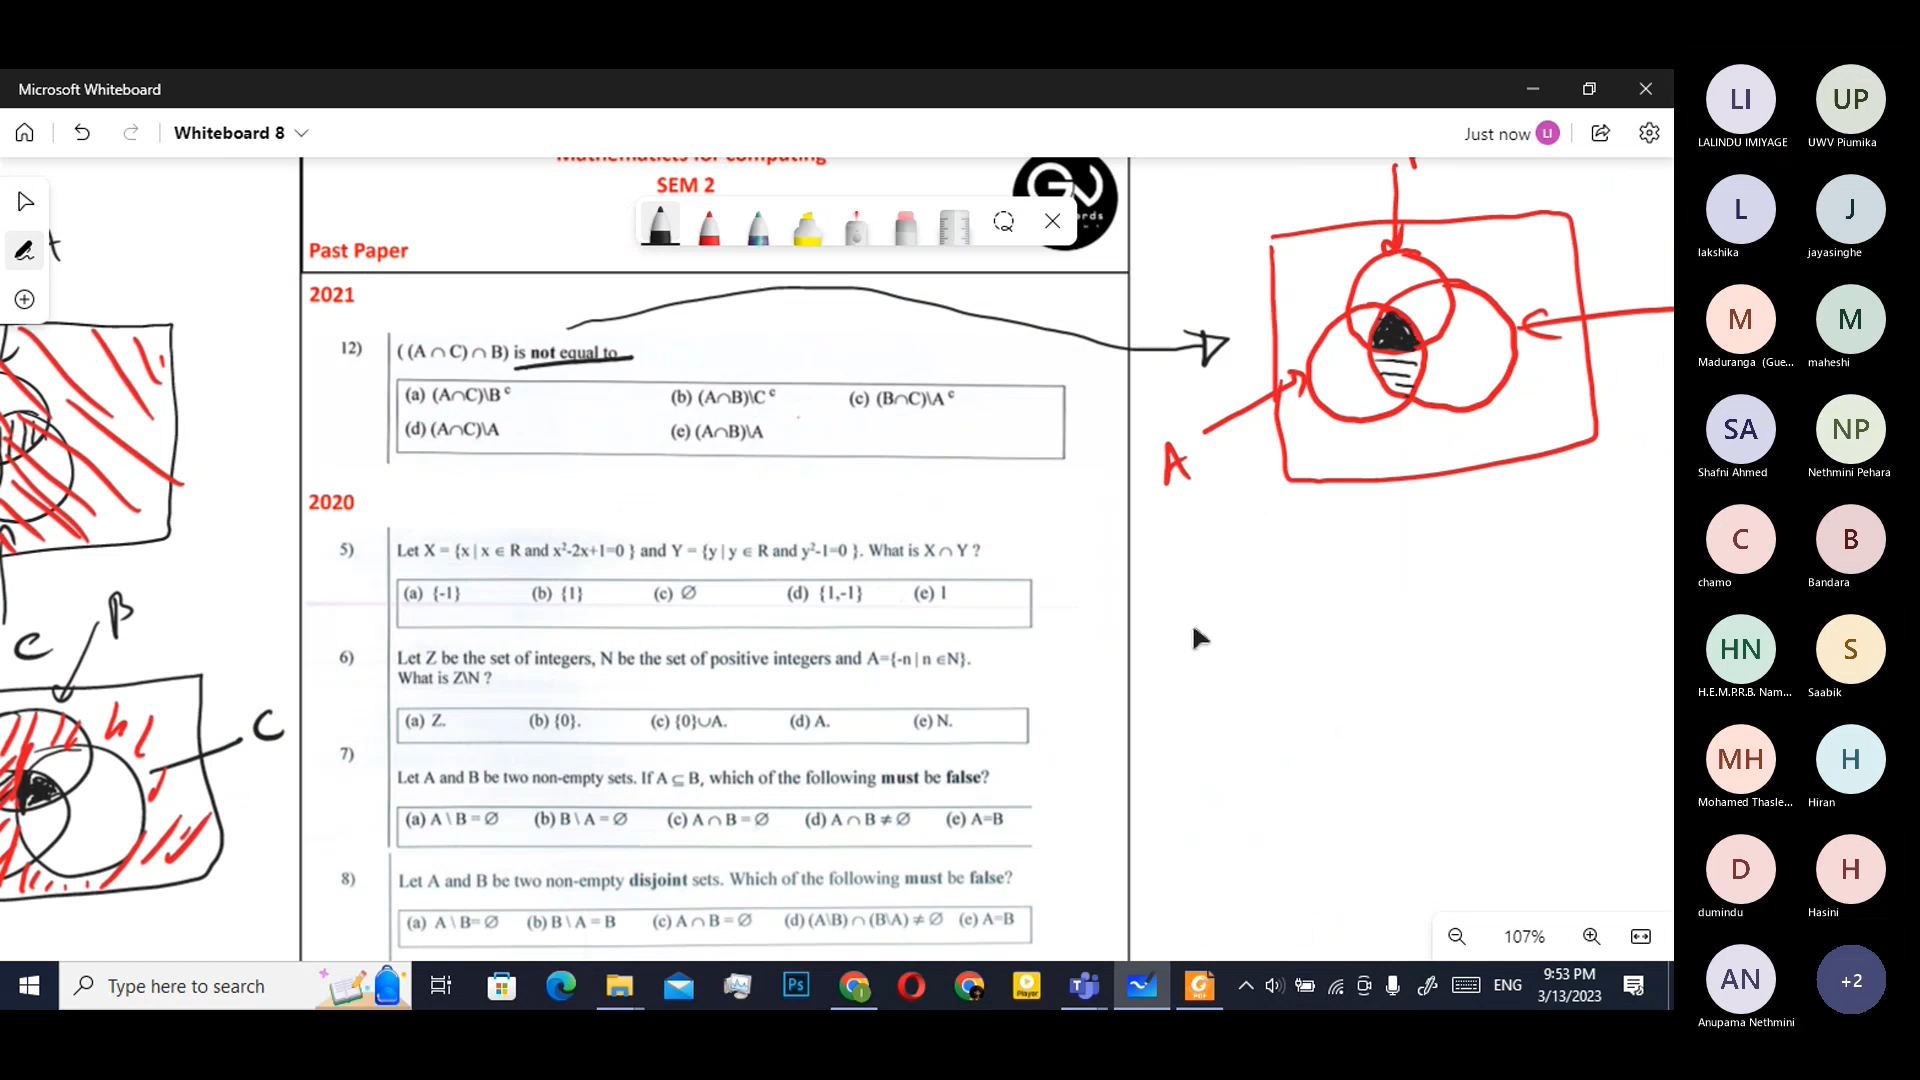 Microsoft Whiteboard
Whiteboard 8
Just now LI
Mathematicts for computing
SEM 2
Past Paper
2021
12) ( (A ∩ C) ∩ B) is not equal to
(a) (A∩C)\B ᶜ (b) (A∩B)\C ᶜ (c) (B∩C)\A ᶜ
(d) (A∩C)\A (e) (A∩B)\A
2020
5) Let X = {x | x ∈ R and x²-2x+1=0 } and Y = {y | y ∈ R and y²-1=0 }. What is X ∩ Y ?
(a) {-1} (b) {1} (c) ∅ (d) {1,-1} (e) 1
6) Let Z be the set of integers, N be the set of positive integers and A={-n | n ∈N}.
What is Z\N ?
(a) Z. (b) {0}. (c) {0}∪A. (d) A. (e) N.
7)
Let A and B be two non-empty sets. If A ⊆ B, which of the following must be false?
(a) A \ B = ∅ (b) B \ A = ∅ (c) A ∩ B = ∅ (d) A ∩ B ≠ ∅ (e) A=B
8) Let A and B be two non-empty disjoint sets. Which of the following must be false?
(a) A \ B= ∅ (b) B \ A = B (c) A ∩ B = ∅ (d) (A\B) ∩ (B\A) ≠ ∅ (e) A=B
A
B
C
C
107%
LI UP
LALINDU IMIYAGE UWV Piumika
L J
lakshika jayasinghe
M M
Maduranga (Gue... maheshi
SA NP
Shafni Ahmed Nethmini Pehara
C B
chamo Bandara
HN S
H.E.M.P.R.B. Nam... Saabik
MH H
Mohamed Thasle... Hiran
D H
dumindu Hasini
AN +2
Anupama Nethmini
Type here to search
Ps
Player
ENG
9:53 PM
3/13/2023